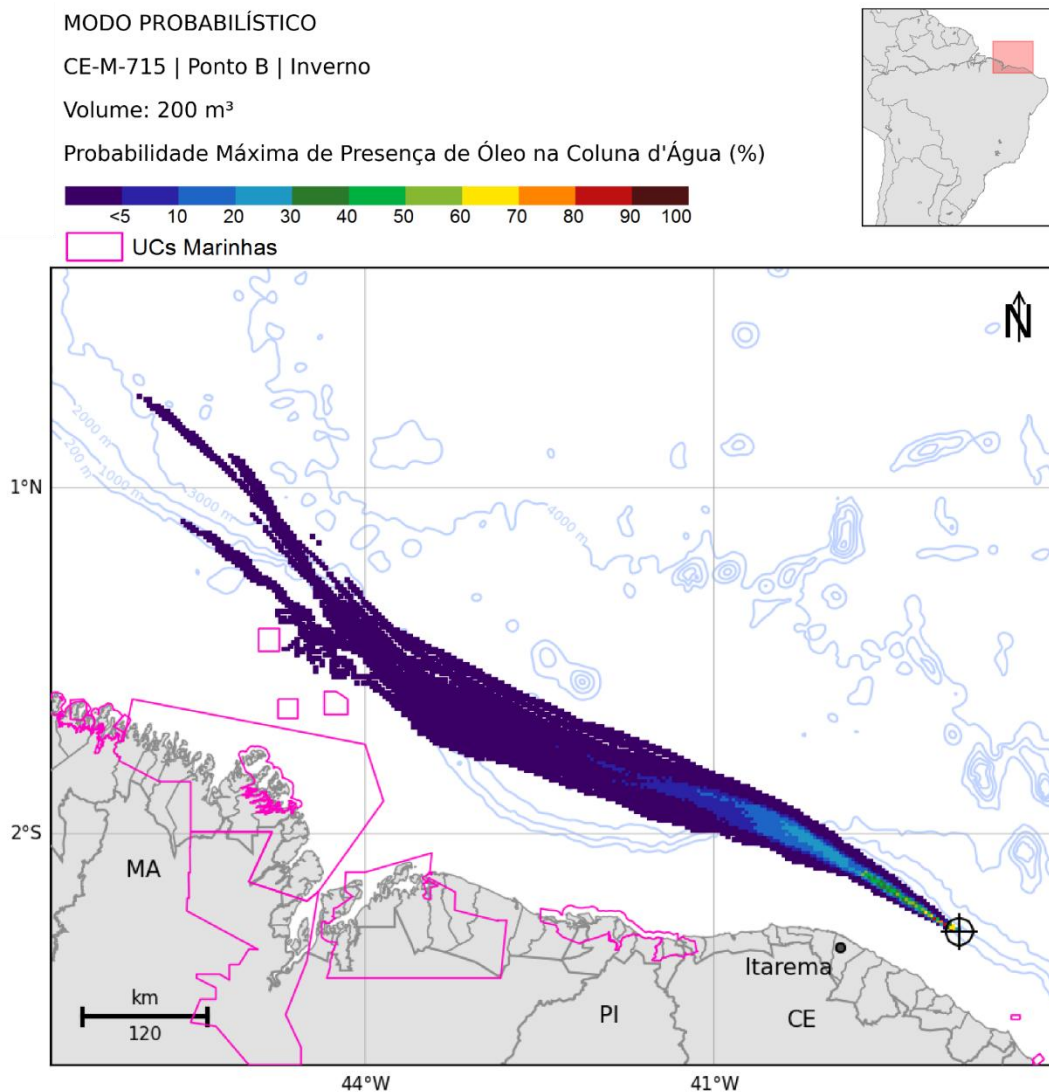 MODO PROBABILÍSTICO
CE-M-715 | Ponto B | Inverno
Volume: 200 m³
Probabilidade Máxima de Presença de Óleo na Coluna d'Água (%)
<5 10 20 30 40 50 60 70 80 90 100
UCs Marinhas
N
2000 m
200 m
1000 m
3000 m
4000 m
1°N
2°S
MA
Itarema
PI
CE
km
120
44°W 41°W